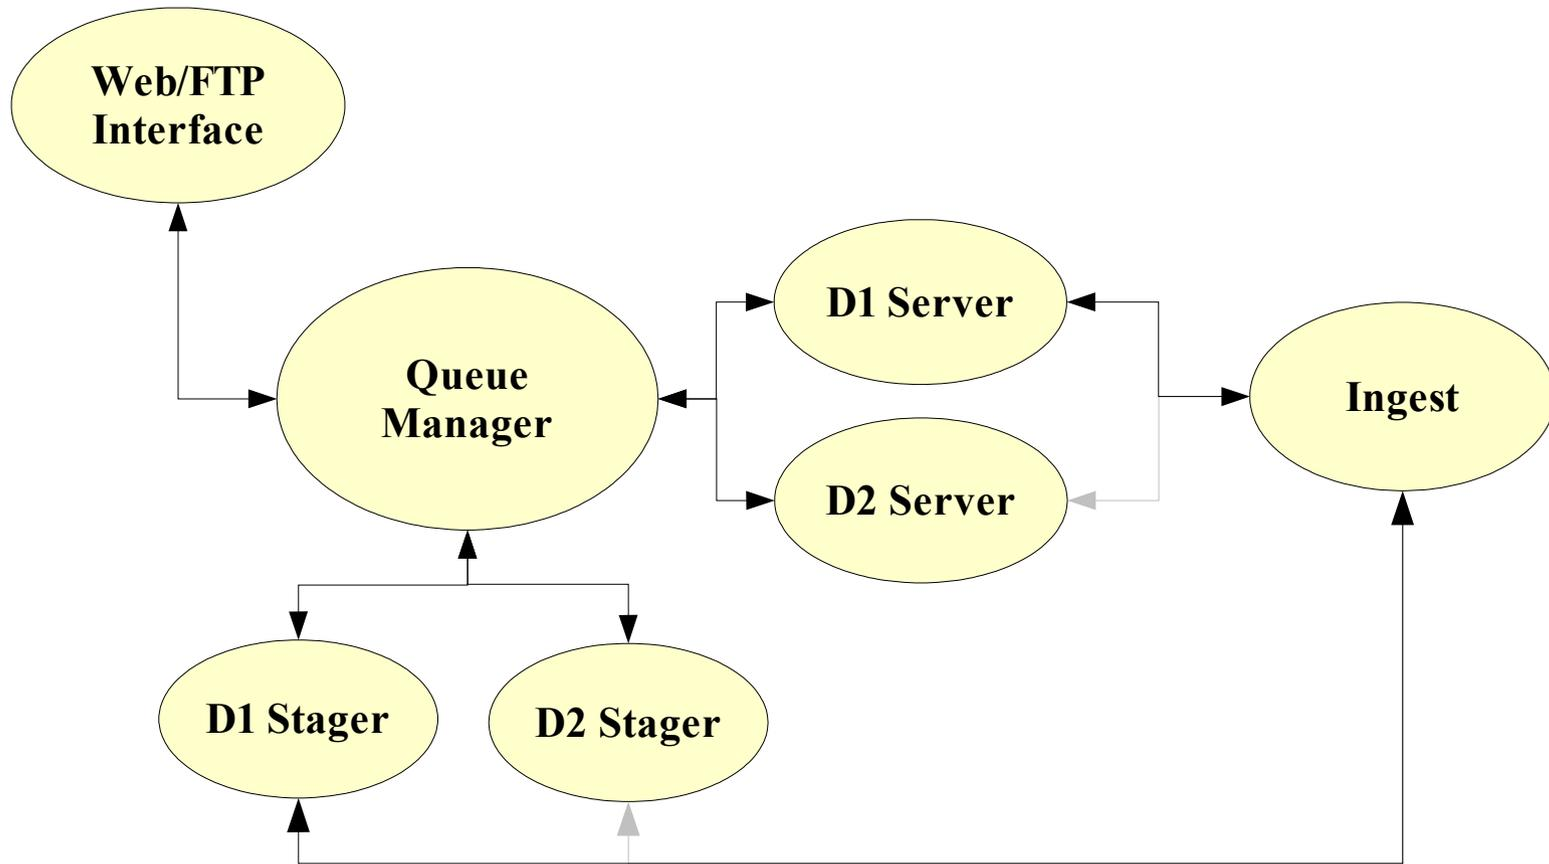 Web/FTP
Interface
D1 Server
Queue
Manager
Ingest
D2 Server
D1 Stager
D2 Stager